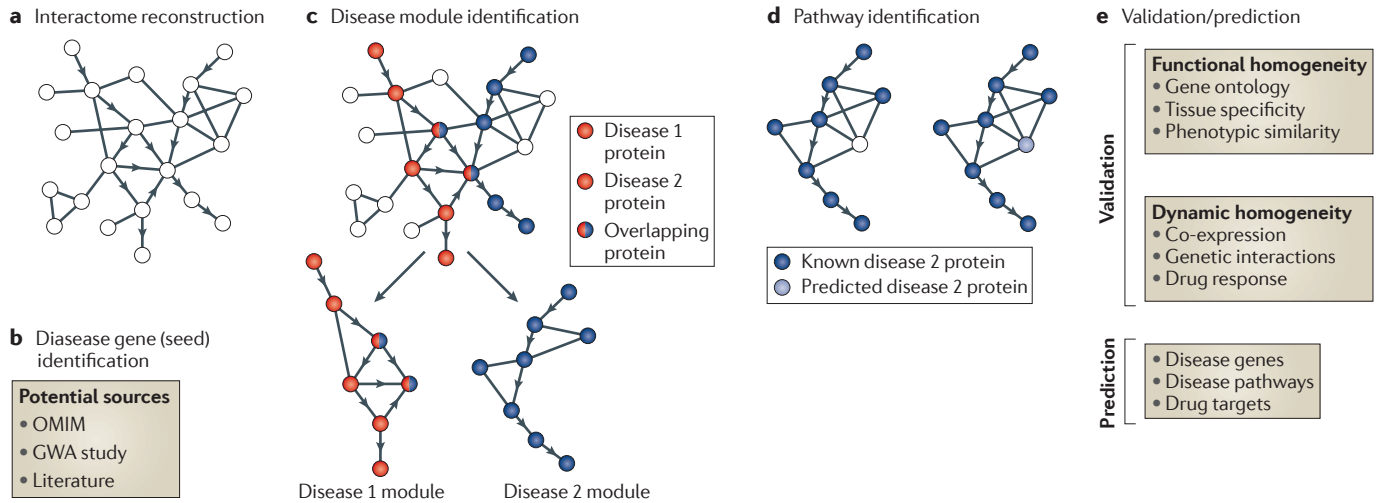 a Interactome reconstruction
b Diasease gene (seed)
identification
Potential sources
• OMIM
• GWA study
• Literature
c Disease module identification
Disease 1
protein
Disease 2
protein
Overlapping
protein
Disease 1 module
Disease 2 module
d Pathway identification
Known disease 2 protein
Predicted disease 2 protein
e Validation/prediction
Validation
Functional homogeneity
• Gene ontology
• Tissue specificity
• Phenotypic similarity
Dynamic homogeneity
• Co-expression
• Genetic interactions
• Drug response
Prediction
• Disease genes
• Disease pathways
• Drug targets